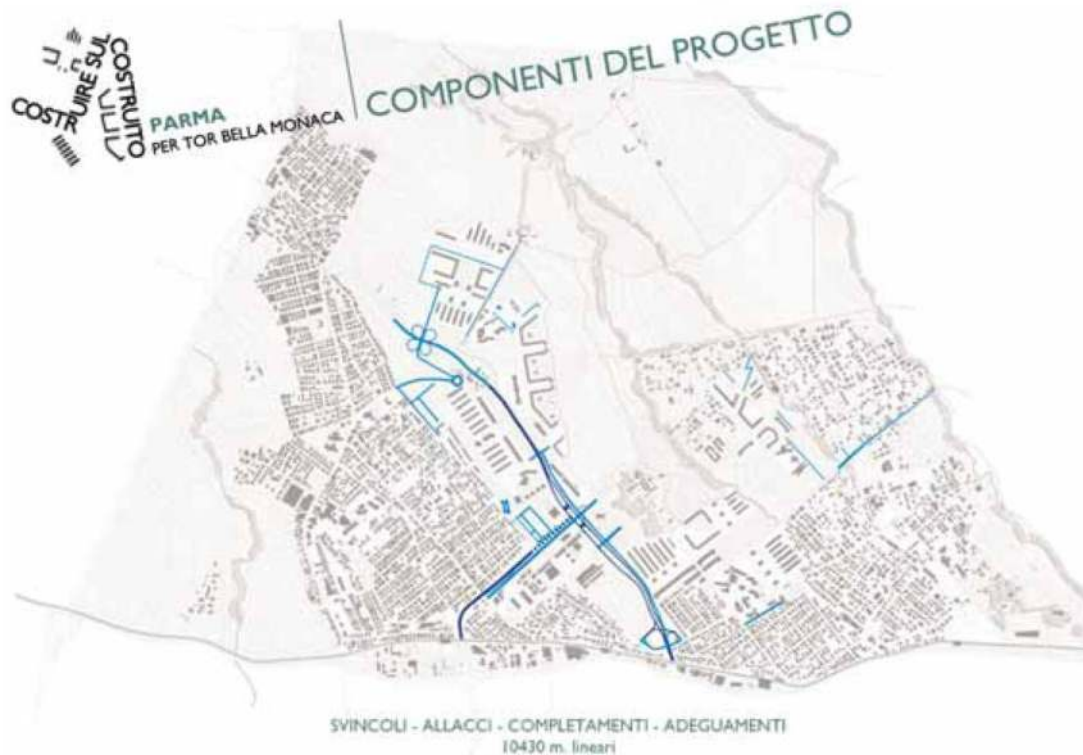 COSTRUIRE SUL
COSTRUITO
PARMA
PER TOR BELLA MONACA
COMPONENTI DEL PROGETTO
SVINCOLI - ALLACCI - COMPLETAMENTI - ADEGUAMENTI
10430 m. lineari